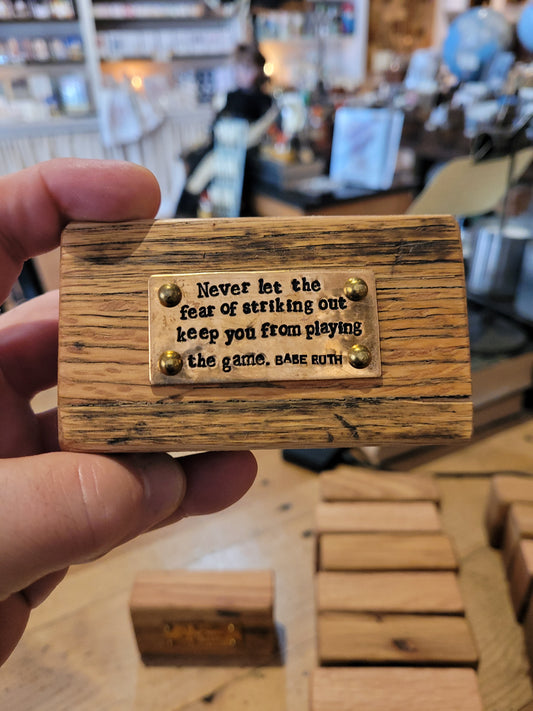 Never let the
fear of striking out
keep you from playing
the game. BABE RUTH